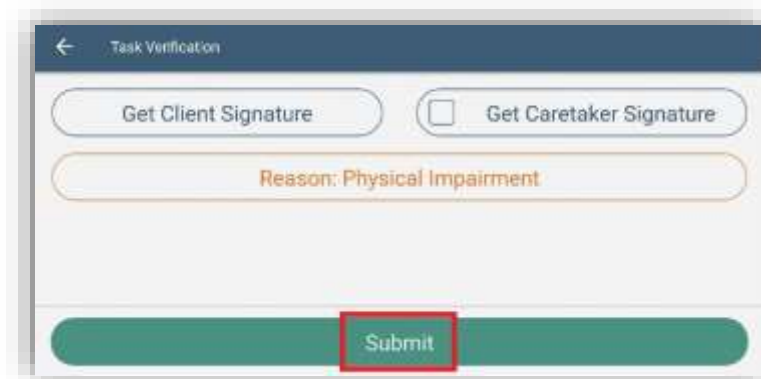 Task Verification
Get Client Signature
Get Caretaker Signature
Reason: Physical Impairment
Submit